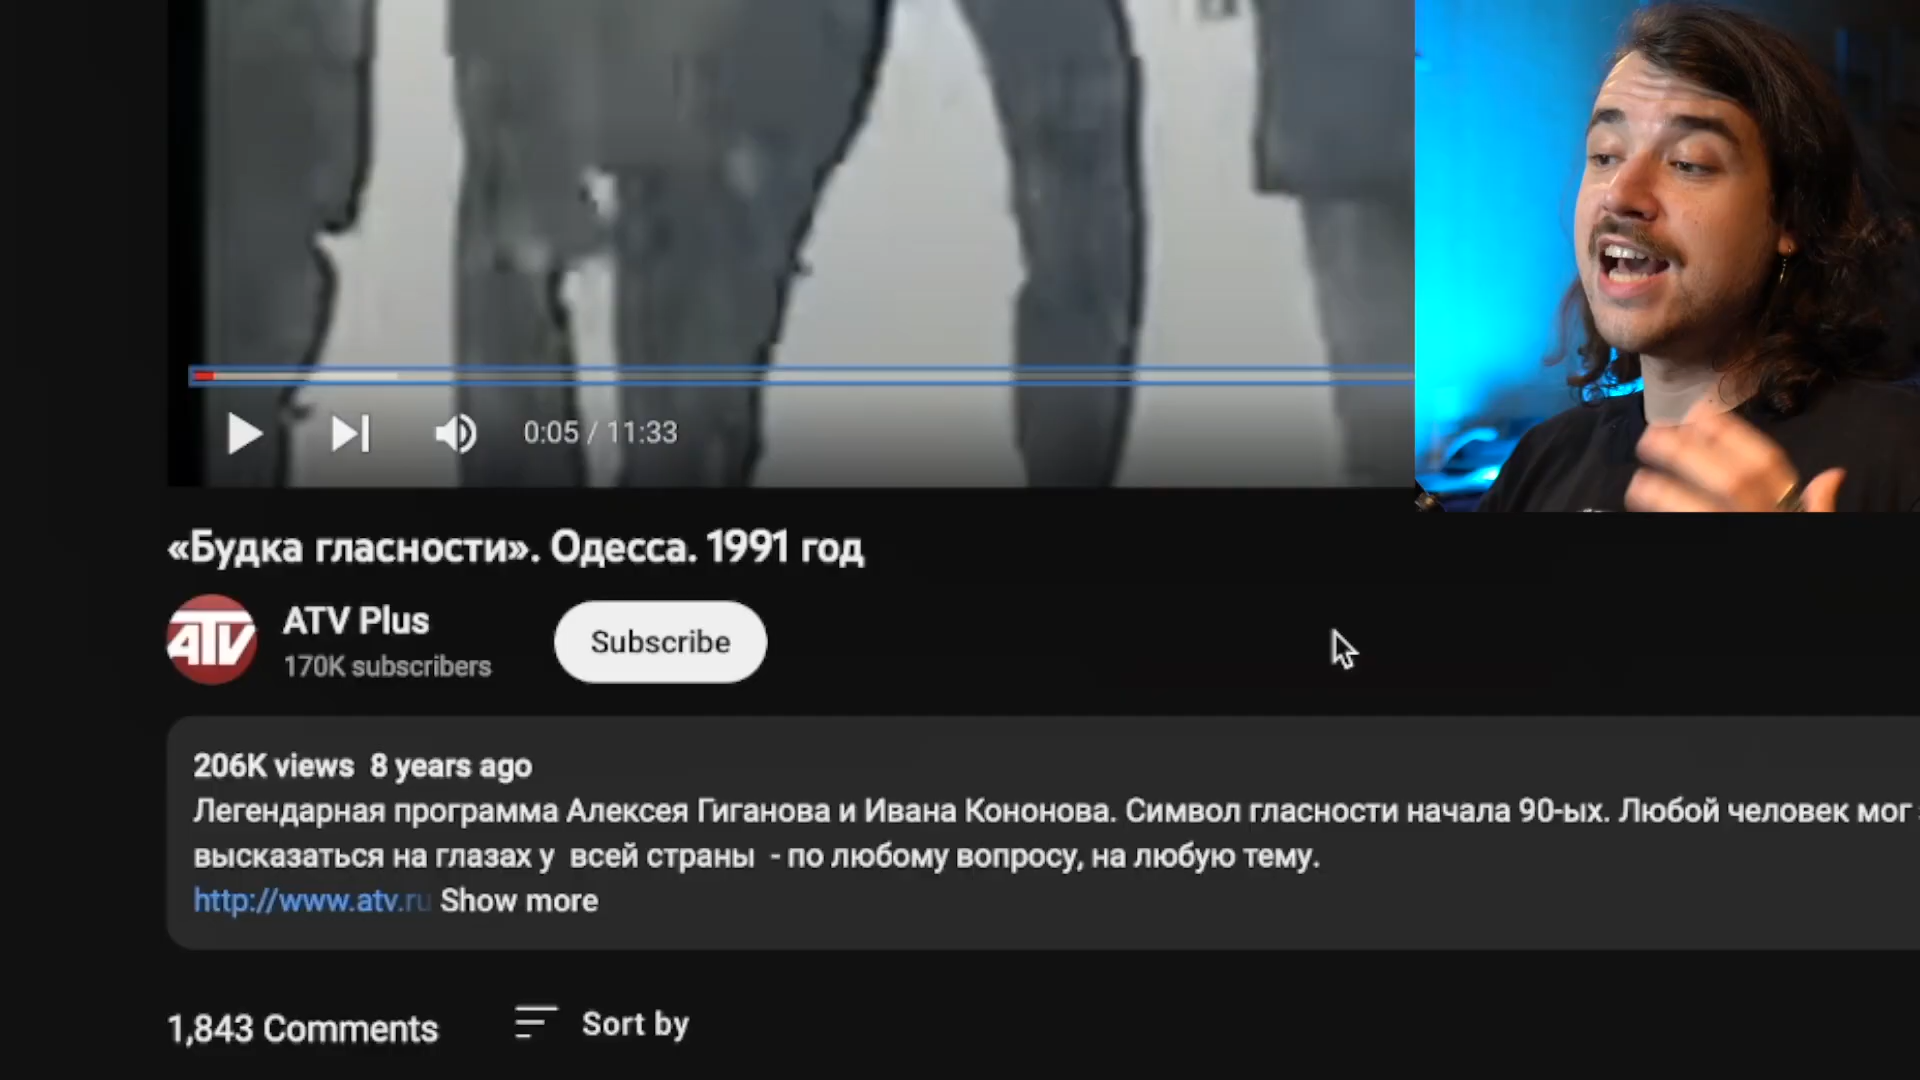 0:05 / 11:33
«Будка гласности». Одесса. 1991 год
ATV
ATV Plus
170K subscribers
Subscribe
206K views 8 years ago
Легендарная программа Алексея Гиганова и Ивана Кононова. Символ гласности начала 90-ых. Любой человек мог
высказаться на глазах у всей страны - по любому вопросу, на любую тему.
http://www.atv.ru Show more
1,843 Comments
Sort by